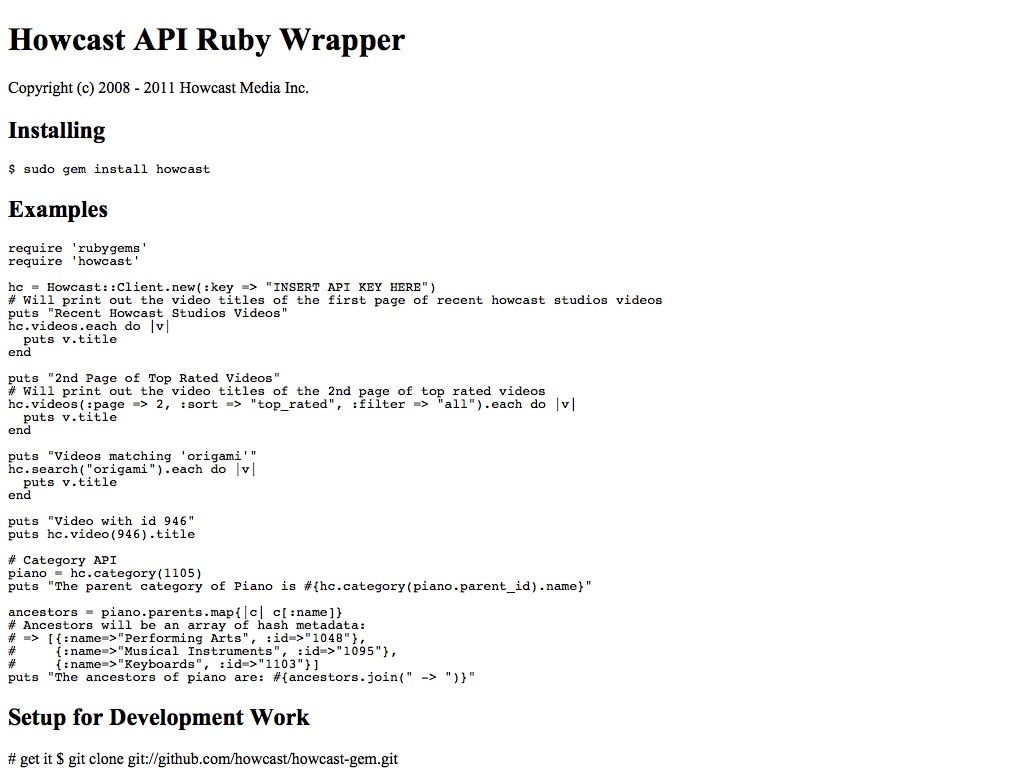 Howcast API Ruby Wrapper
Copyright (c) 2008 - 2011 Howcast Media Inc.
Installing
$ sudo gem install howcast
Examples
require 'rubygems'
require 'howcast'
hc = Howcast::Client.new(:key => "INSERT API KEY HERE")
# Will print out the video titles of the first page of recent howcast studios videos
puts "Recent Howcast Studios Videos"
hc.videos.each do |v|
  puts v.title
end
puts "2nd Page of Top Rated Videos"
# Will print out the video titles of the 2nd page of top rated videos
hc.videos(:page => 2, :sort => "top_rated", :filter => "all").each do |v|
  puts v.title
end
puts "Videos matching 'origami'"
hc.search("origami").each do |v|
  puts v.title
end
puts "Video with id 946"
puts hc.video(946).title
# Category API
piano = hc.category(1105)
puts "The parent category of Piano is #{hc.category(piano.parent_id).name}"
ancestors = piano.parents.map{|c| c[:name]}
# Ancestors will be an array of hash metadata:
# => [{:name=>"Performing Arts", :id=>"1048"},
#     {:name=>"Musical Instruments", :id=>"1095"},
#     {:name=>"Keyboards", :id=>"1103"}]
puts "The ancestors of piano are: #{ancestors.join(" -> ")}"
Setup for Development Work
# get it $ git clone git://github.com/howcast/howcast-gem.git